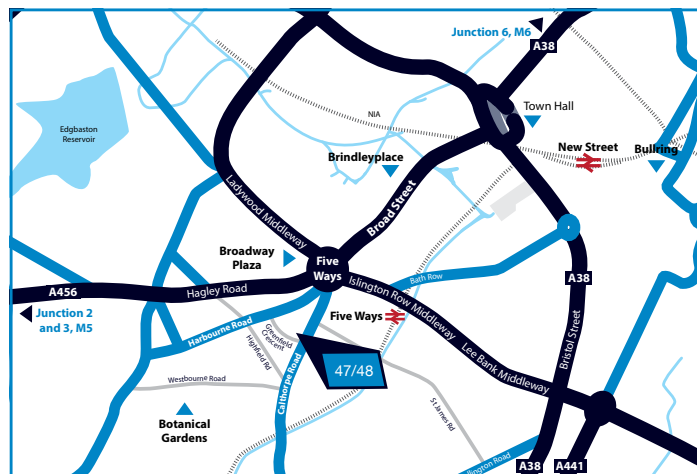 Junction 6, M6
A38
Town Hall
NIA
Edgbaston
Reservoir
New Street
Bullring
Brindleyplace
Ladywood Middleway
Broad Street
Broadway
Plaza
Five
Ways
Bath Row
A456
Hagley Road
Islington Row Middleway
A38
Junction 2
and 3, M5
Harbourne Road
Greenfield
Crescent
Highfield Rd
Five Ways
Bristol Street
Lee Bank Middleway
Calthorpe Road
47/48
Westbourne Road
St James Rd
Botanical
Gardens
llington Road
A38
A441